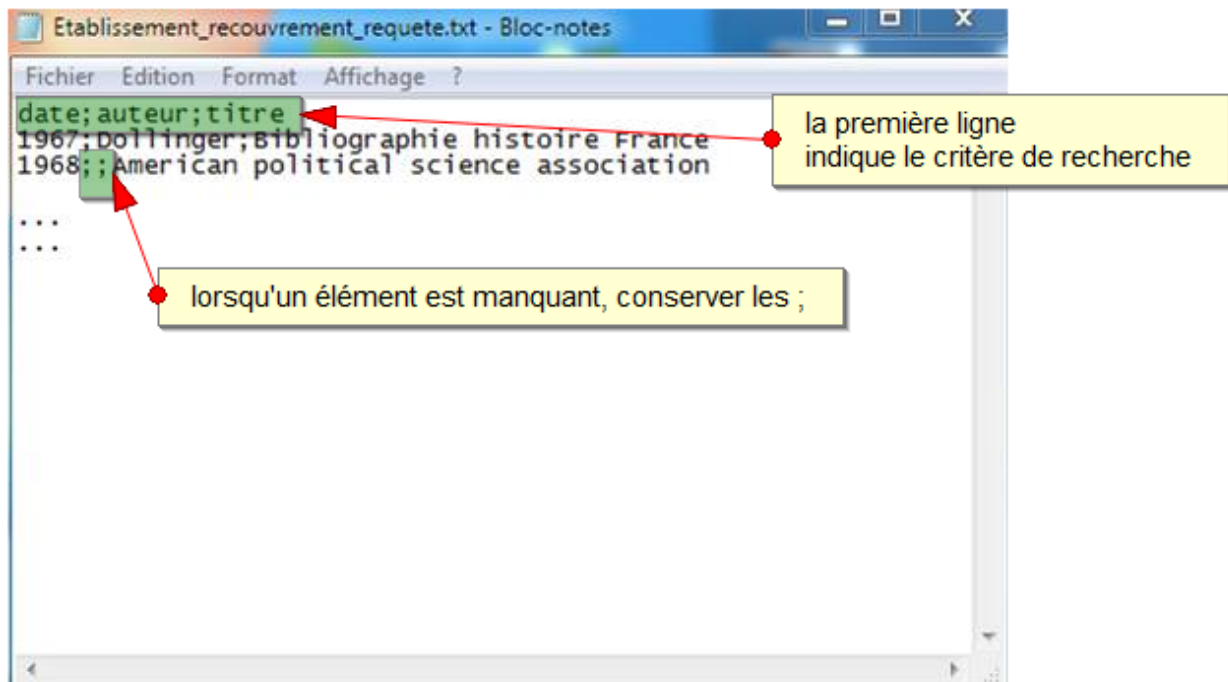 Etablissement_recouvrement_requete.txt - Bloc-notes
Fichier Edition Format Affichage ?
date;auteur;titre
1967;Dollinger;Bibliographie histoire France
1968;;American political science association
...
...
la première ligne
indique le critère de recherche
lorsqu'un élément est manquant, conserver les ;